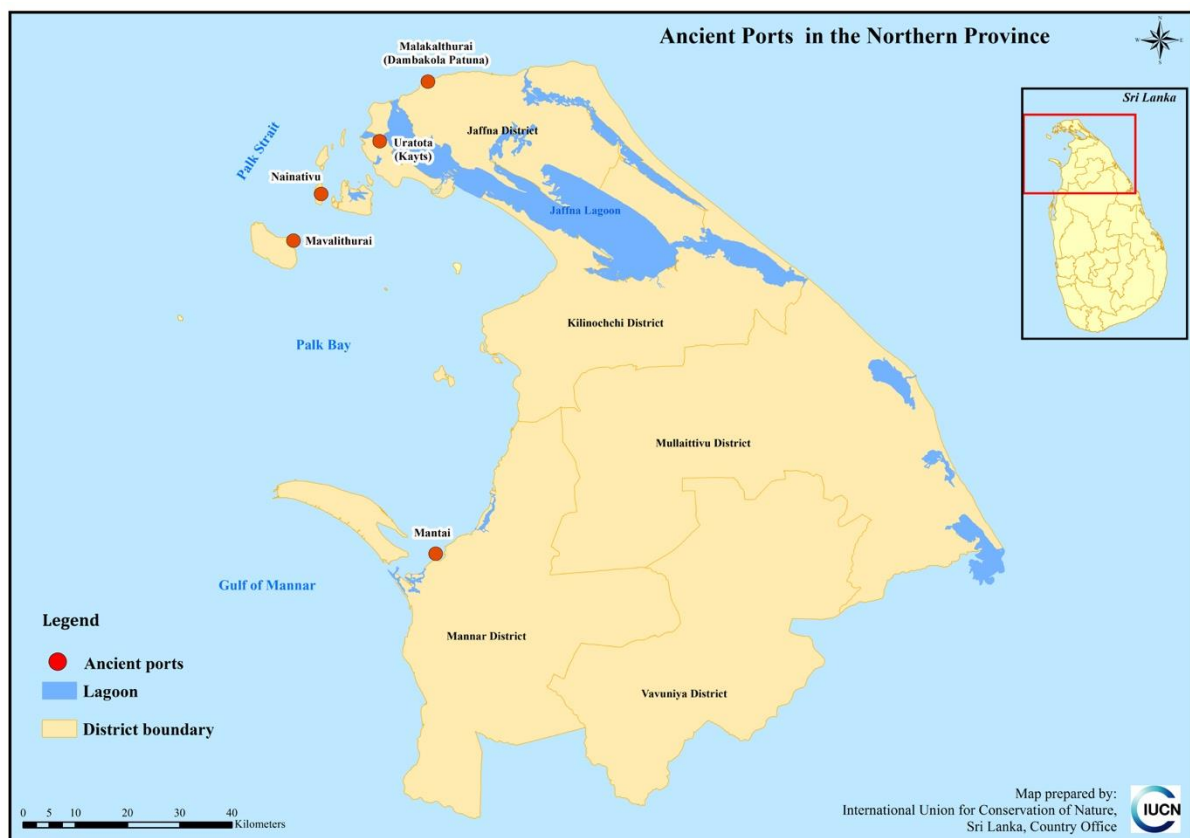 Ancient Ports in the Northern Province
N
W
E
S
Sri Lanka
Malakalthurai
(Dambakola Patuna)
Jaffna District
Uratota
(Kayts)
Palk Strait
Nainativu
Jaffna Lagoon
Mavalithurai
Kilinochchi District
Palk Bay
Mullaittivu District
Mantai
Gulf of Mannar
Mannar District
Vavuniya District
Legend
Ancient ports
Lagoon
District boundary
0 5 10 20 30 40
Kilometers
Map prepared by:
International Union for Conservation of Nature,
Sri Lanka, Country Office
IUCN